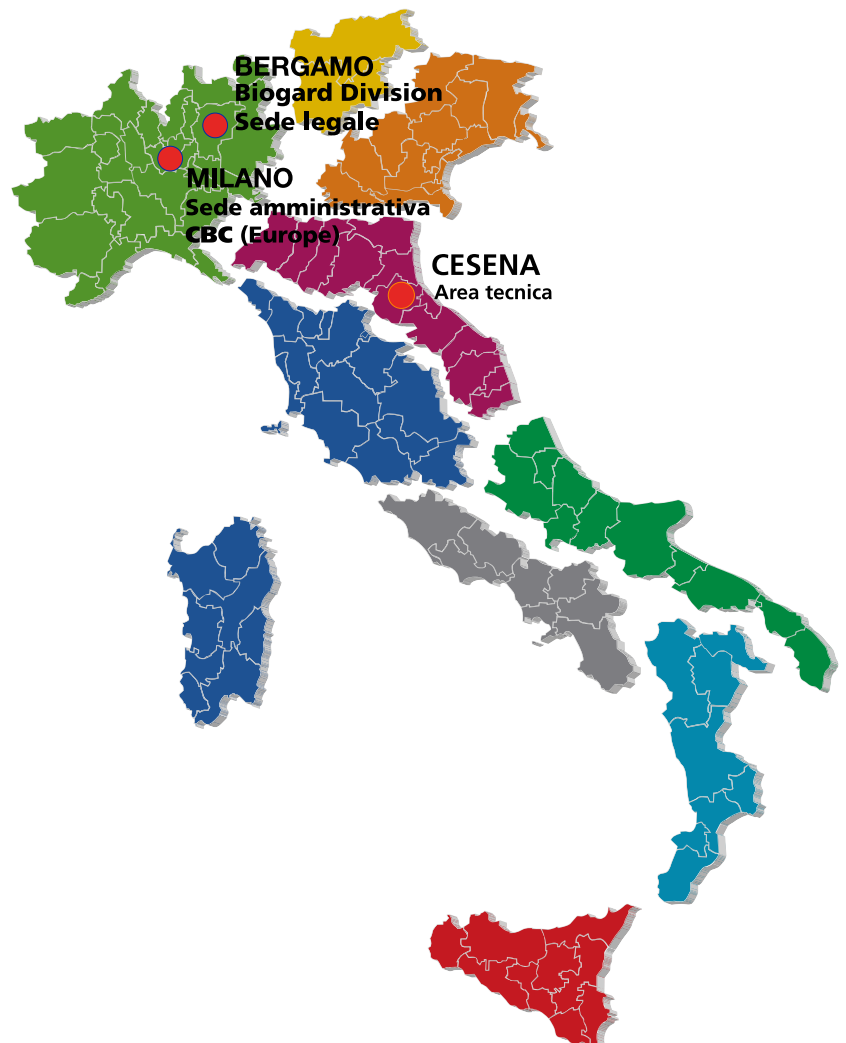 BERGAMO
Biogard Division
Sede legale
MILANO
Sede amministrativa
CBC (Europe)
CESENA
Area tecnica